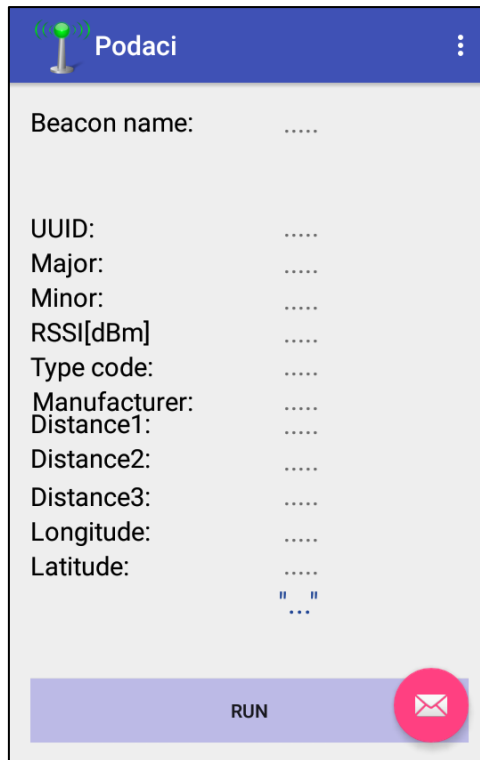 Podaci
Beacon name: .....
UUID: .....
Major: .....
Minor: .....
RSSI[dBm] .....
Type code: .....
Manufacturer: .....
Distance1: .....
Distance2: .....
Distance3: .....
Longitude: .....
Latitude: .....
"..."
RUN